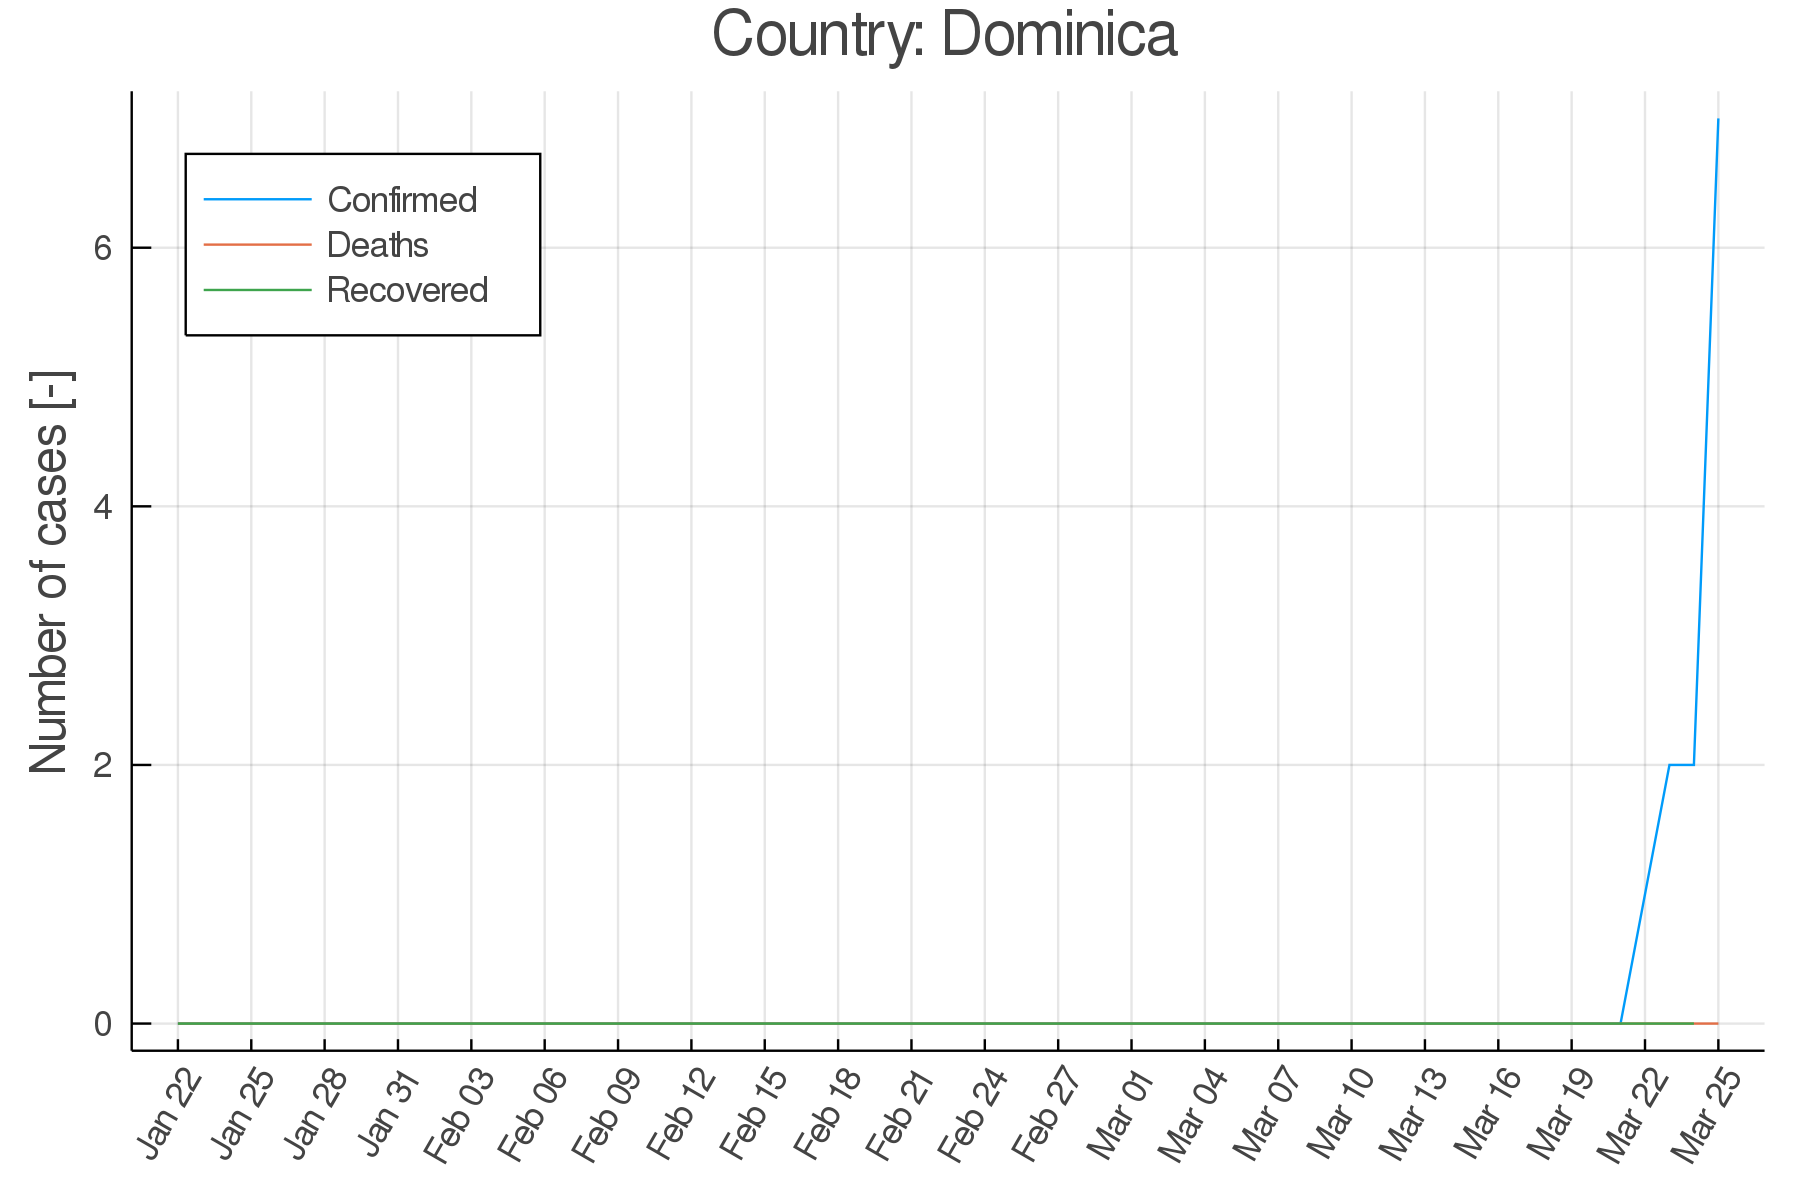 Country: Dominica
Confirmed
Deaths
Recovered
Number of cases [-]
6
4
2
0
Jan 22 Jan 25 Jan 28 Jan 31 Feb 03 Feb 06 Feb 09 Feb 12 Feb 15 Feb 18 Feb 21 Feb 24 Feb 27 Mar 01 Mar 04 Mar 07 Mar 10 Mar 13 Mar 16 Mar 19 Mar 22 Mar 25